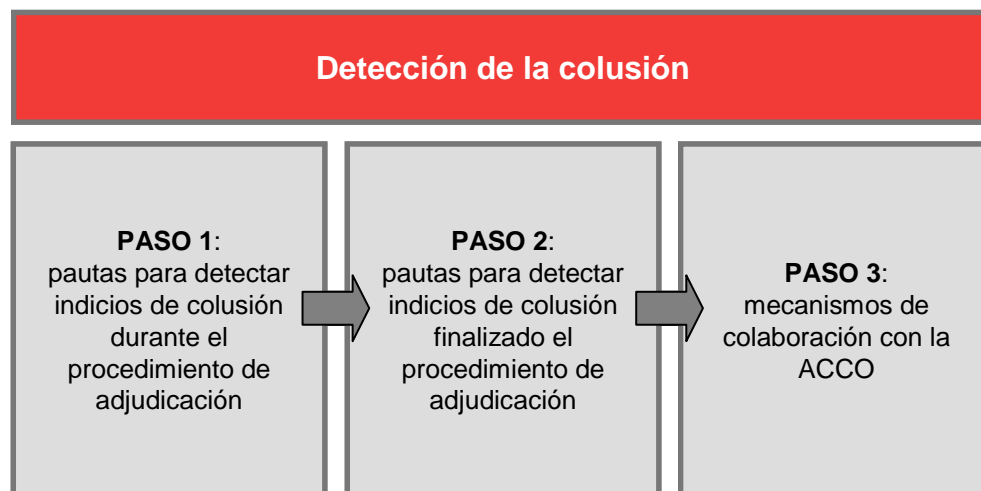 Detección de la colusión
PASO 1:
pautas para detectar
indicios de colusión
durante el
procedimiento de
adjudicación
PASO 2:
pautas para detectar
indicios de colusión
finalizado el
procedimiento de
adjudicación
PASO 3:
mecanismos de
colaboración con la
ACCO